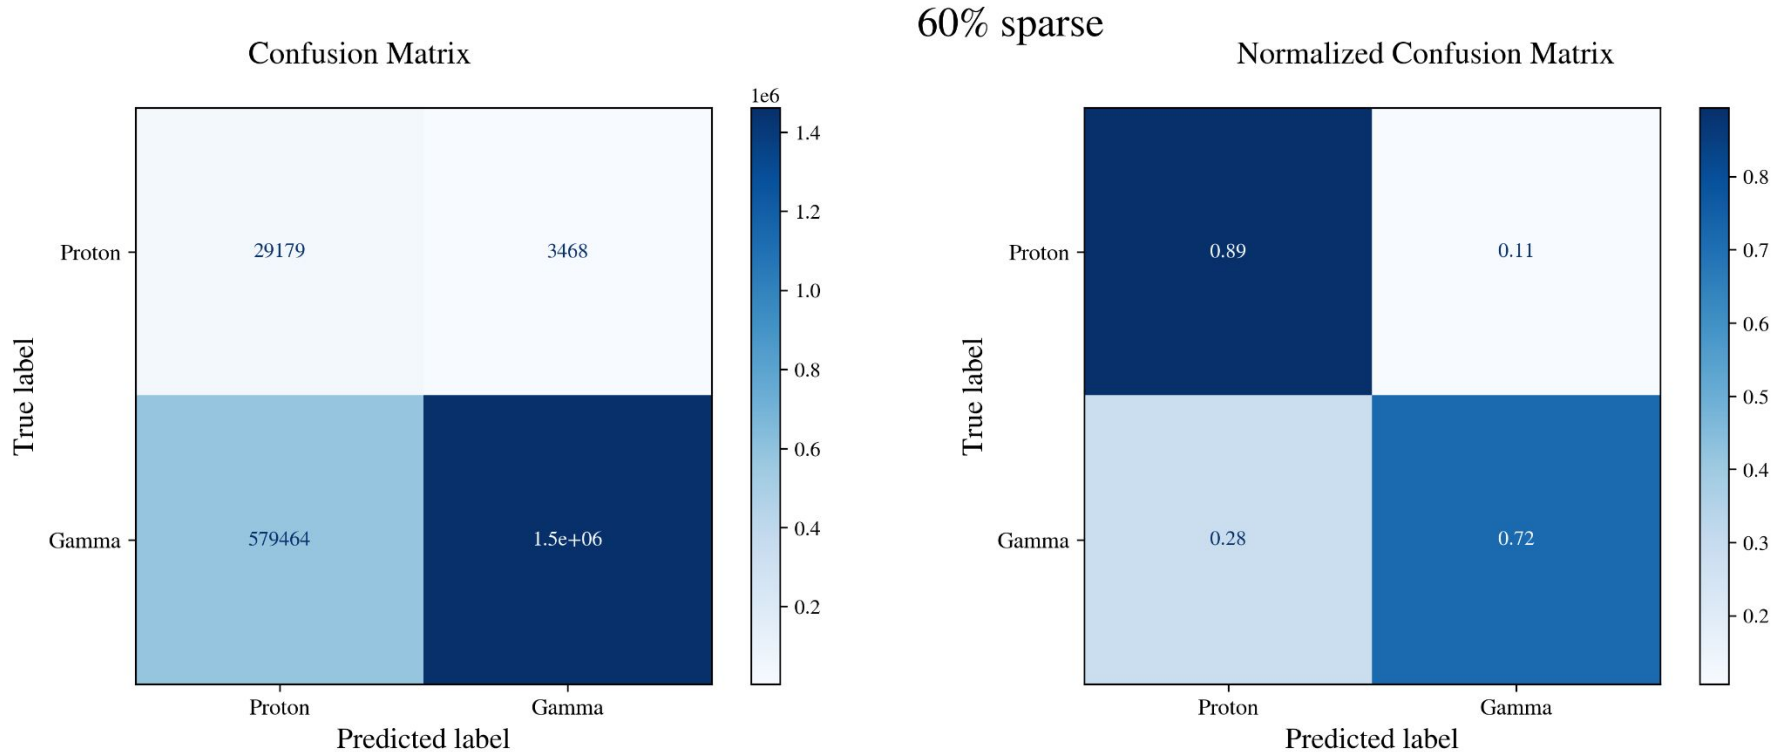 60% sparse
Confusion Matrix
1e6
Proton
29179
3468
Gamma
579464
1.5e+06
1.4
1.2
1.0
0.8
0.6
0.4
0.2
True label
Proton
Gamma
Predicted label
Normalized Confusion Matrix
Proton
0.89
0.11
Gamma
0.28
0.72
0.8
0.7
0.6
0.5
0.4
0.3
0.2
True label
Proton
Gamma
Predicted label